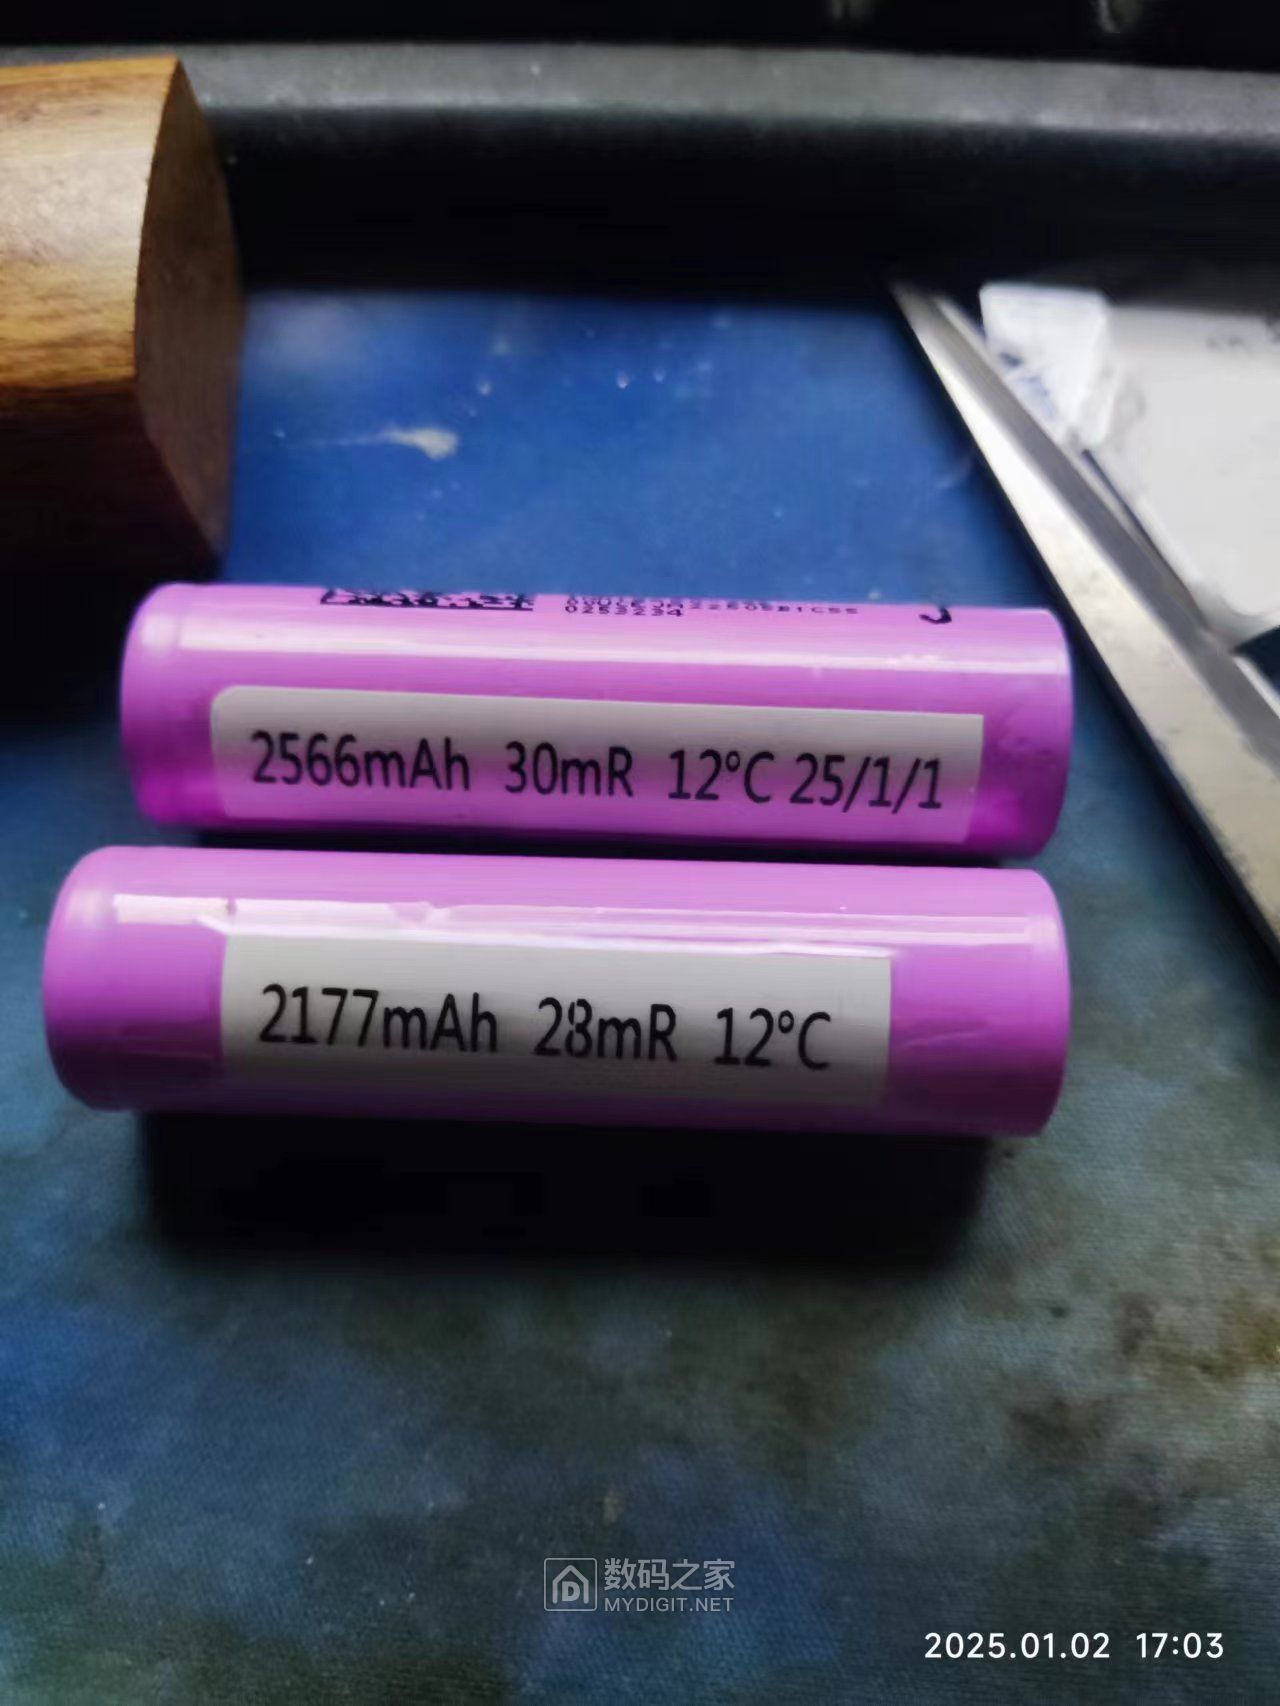 0253234
2566mAh 30mR 12°C 25/1/1
2177mAh 28mR 12°C
数码之家
MYDIGIT.NET
2025.01.02 17:03